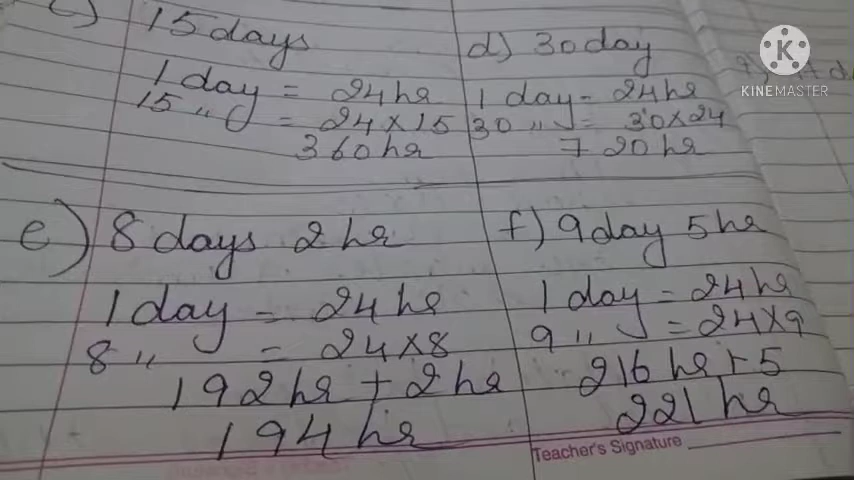 c) 15 days
1 day = 24 hr
15 " = 24 × 15
360 hr
d) 30 day
1 day = 24 hr
30 " = 30 × 24
720 hr
e) 8 days 2 hr
1 day = 24 hr
8 " = 24 × 8
192 hr + 2 hr
194 hr
f) 9 day 5 hr
1 day = 24 hr
9 " = 24 × 9
216 hr + 5
221 hr
Teacher's Signature
KINEMASTER